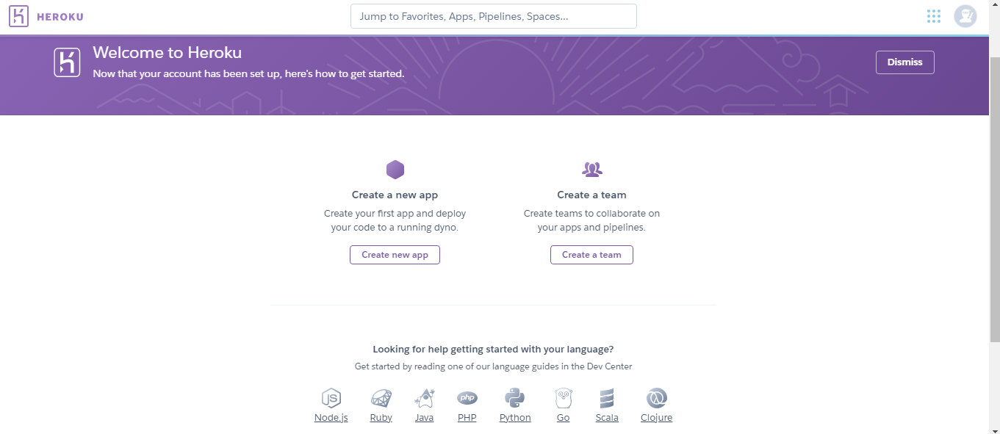 HEROKU
Jump to Favorites, Apps, Pipelines, Spaces...
Welcome to Heroku
Now that your account has been set up, here's how to get started.
Dismiss
Create a new app
Create your first app and deploy
your code to a running dyno.
Create new app
Create a team
Create teams to collaborate on
your apps and pipelines.
Create a team
Looking for help getting started with your language?
Get started by reading one of our language guides in the Dev Center
JS
php
Node.js Ruby Java PHP Python Go Scala Clojure